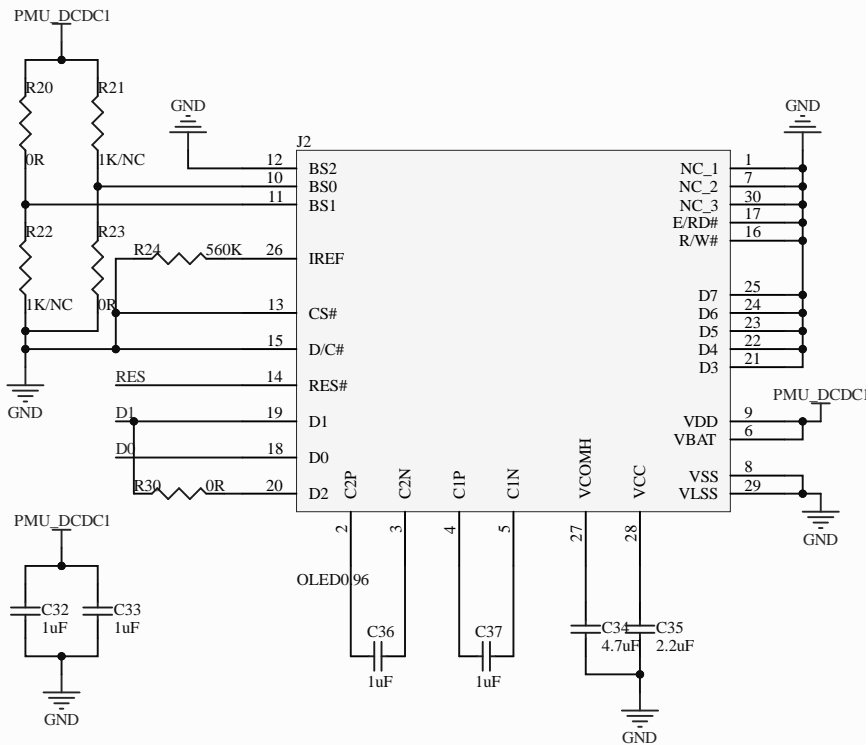 PMU_DCDC1
R20
R21
GND
GND
J2
0R
1K/NC
12
BS2
NC_1
1
10
BS0
NC_2
7
11
BS1
NC_3
30
E/RD#
17
R22
R23
R/W#
16
R24
560K
26
IREF
1K/NC
0R
D7
25
13
CS#
D6
24
D5
23
15
D/C#
D4
22
D3
21
RES
14
RES#
PMU_DCDC1
GND
D1
19
D1
VDD
9
VBAT
6
D0
18
D0
R30
0R
20
D2
C2P
C2N
C1P
C1N
VCOMH
VCC
VSS
8
VLSS
29
GND
2
3
4
5
27
28
PMU_DCDC1
OLED0.96
C32
1uF
C33
1uF
C36
1uF
C37
1uF
C34
4.7uF
C35
2.2uF
GND
GND